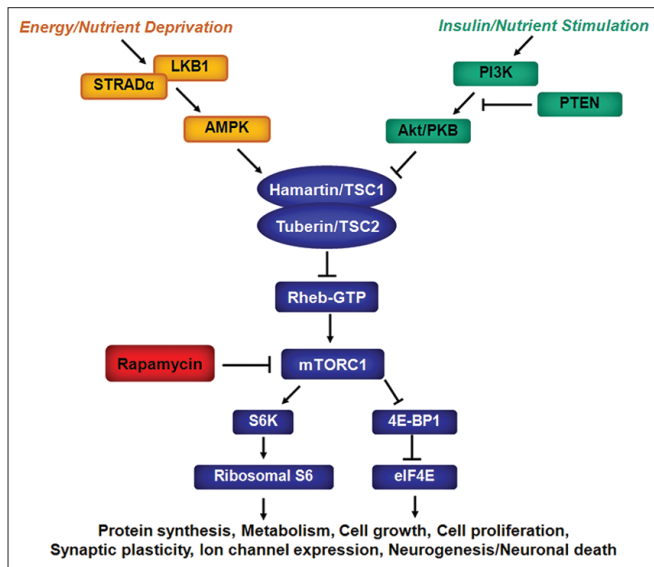 Energy/Nutrient Deprivation
Insulin/Nutrient Stimulation
LKB1
STRADα
PI3K
PTEN
AMPK
Akt/PKB
Hamartin/TSC1
Tuberin/TSC2
Rheb-GTP
Rapamycin
mTORC1
S6K
4E-BP1
Ribosomal S6
eIF4E
Protein synthesis, Metabolism, Cell growth, Cell proliferation,
Synaptic plasticity, Ion channel expression, Neurogenesis/Neuronal death